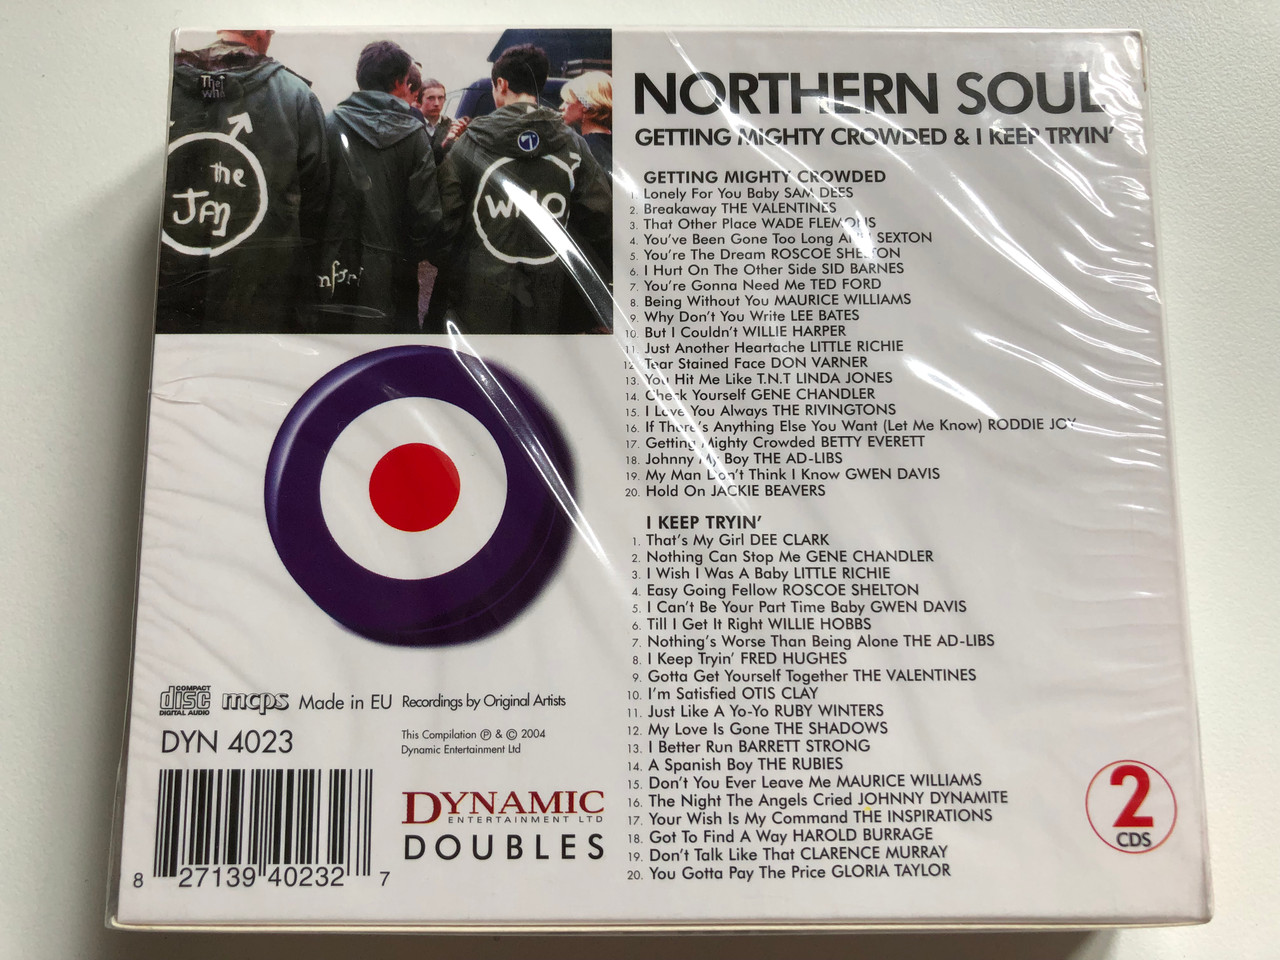 The Who
the
JAM
WHO
NORTHERN SOUL
GETTING MIGHTY CROWDED & I KEEP TRYIN'
GETTING MIGHTY CROWDED
1. Lonely For You Baby SAM DEES
2. Breakaway THE VALENTINES
3. That Other Place WADE FLEMONS
4. You've Been Gone Too Long ANN SEXTON
5. You're The Dream ROSCOE SHELTON
6. I Hurt On The Other Side SID BARNES
7. You're Gonna Need Me TED FORD
8. Being Without You MAURICE WILLIAMS
9. Why Don't You Write LEE BATES
10. But I Couldn't WILLIE HARPER
11. Just Another Heartache LITTLE RICHIE
12. Tear Stained Face DON VARNER
13. You Hit Me Like T.N.T LINDA JONES
14. Check Yourself GENE CHANDLER
15. I Love You Always THE RIVINGTONS
16. If There's Anything Else You Want (Let Me Know) RODDIE JOY
17. Getting Mighty Crowded BETTY EVERETT
18. Johnny My Boy THE AD-LIBS
19. My Man Don't Think I Know GWEN DAVIS
20. Hold On JACKIE BEAVERS
I KEEP TRYIN'
1. That's My Girl DEE CLARK
2. Nothing Can Stop Me GENE CHANDLER
3. I Wish I Was A Baby LITTLE RICHIE
4. Easy Going Fellow ROSCOE SHELTON
5. I Can't Be Your Part Time Baby GWEN DAVIS
6. Till I Get It Right WILLIE HOBBS
7. Nothing's Worse Than Being Alone THE AD-LIBS
8. I Keep Tryin' FRED HUGHES
9. Gotta Get Yourself Together THE VALENTINES
10. I'm Satisfied OTIS CLAY
11. Just Like A Yo-Yo RUBY WINTERS
12. My Love Is Gone THE SHADOWS
13. I Better Run BARRETT STRONG
14. A Spanish Boy THE RUBIES
15. Don't You Ever Leave Me MAURICE WILLIAMS
16. The Night The Angels Cried JOHNNY DYNAMITE
17. Your Wish Is My Command THE INSPIRATIONS
18. Got To Find A Way HAROLD BURRAGE
19. Don't Talk Like That CLARENCE MURRAY
20. You Gotta Pay The Price GLORIA TAYLOR
COMPACT
disc
DIGITAL AUDIO
mcps
Made in EU
Recordings by Original Artists
DYN 4023
This Compilation ℗ & © 2004
Dynamic Entertainment Ltd
DYNAMIC
ENTERTAINMENT LTD
DOUBLES
8 27139 40232 7
2
CDS